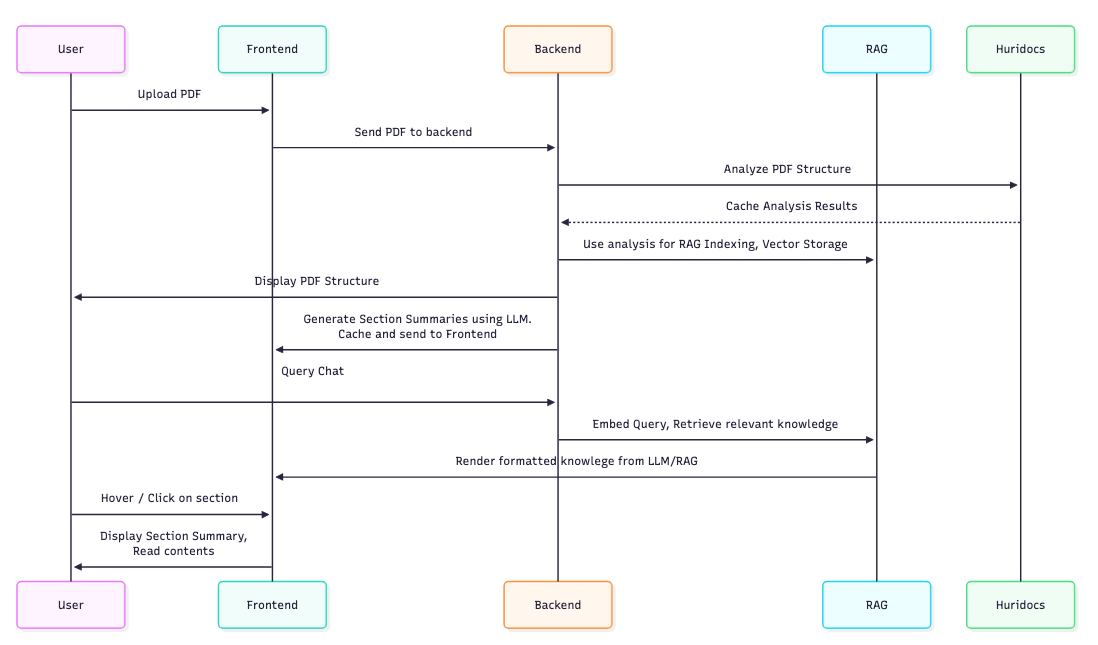 User
Frontend
Backend
RAG
Huridocs
Upload PDF
Send PDF to backend
Analyze PDF Structure
Cache Analysis Results
Use analysis for RAG Indexing, Vector Storage
Display PDF Structure
Generate Section Summaries using LLM.
Cache and send to Frontend
Query Chat
Embed Query, Retrieve relevant knowledge
Render formatted knowlege from LLM/RAG
Hover / Click on section
Display Section Summary,
Read contents
User
Frontend
Backend
RAG
Huridocs